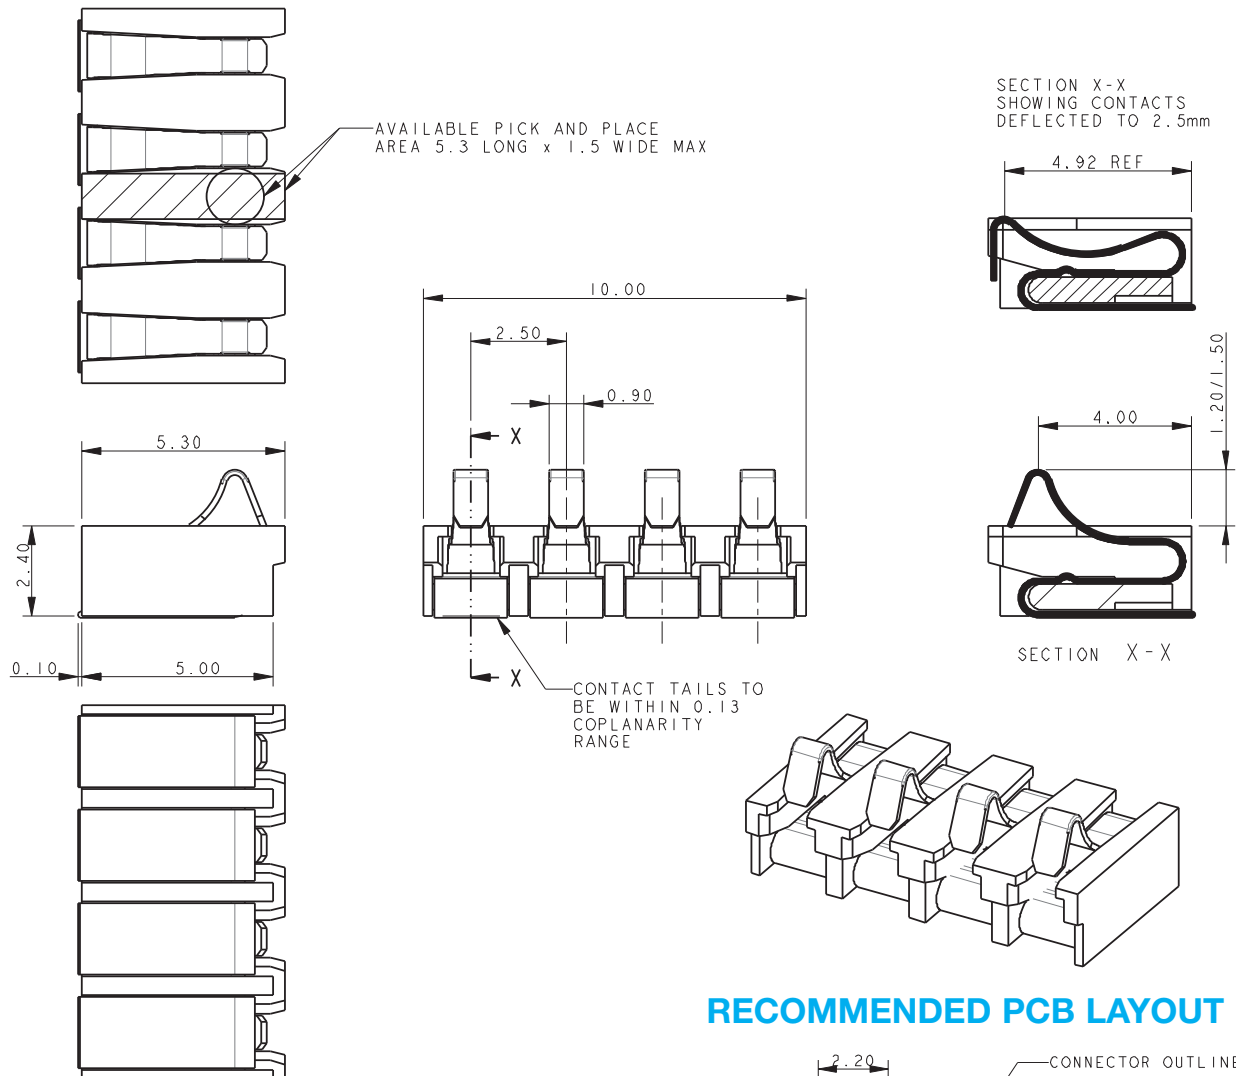 SECTION X-X
SHOWING CONTACTS
DEFLECTED TO 2.5mm
AVAILABLE PICK AND PLACE
AREA 5.3 LONG x 1.5 WIDE MAX
4.92 REF
10.00
2.50
0.90
X
1.20/1.50
4.00
5.30
2.40
0.10
5.00
X
SECTION X-X
CONTACT TAILS TO
BE WITHIN 0.13
COPLANARITY
RANGE
RECOMMENDED PCB LAYOUT
2.20
CONNECTOR OUTLINE